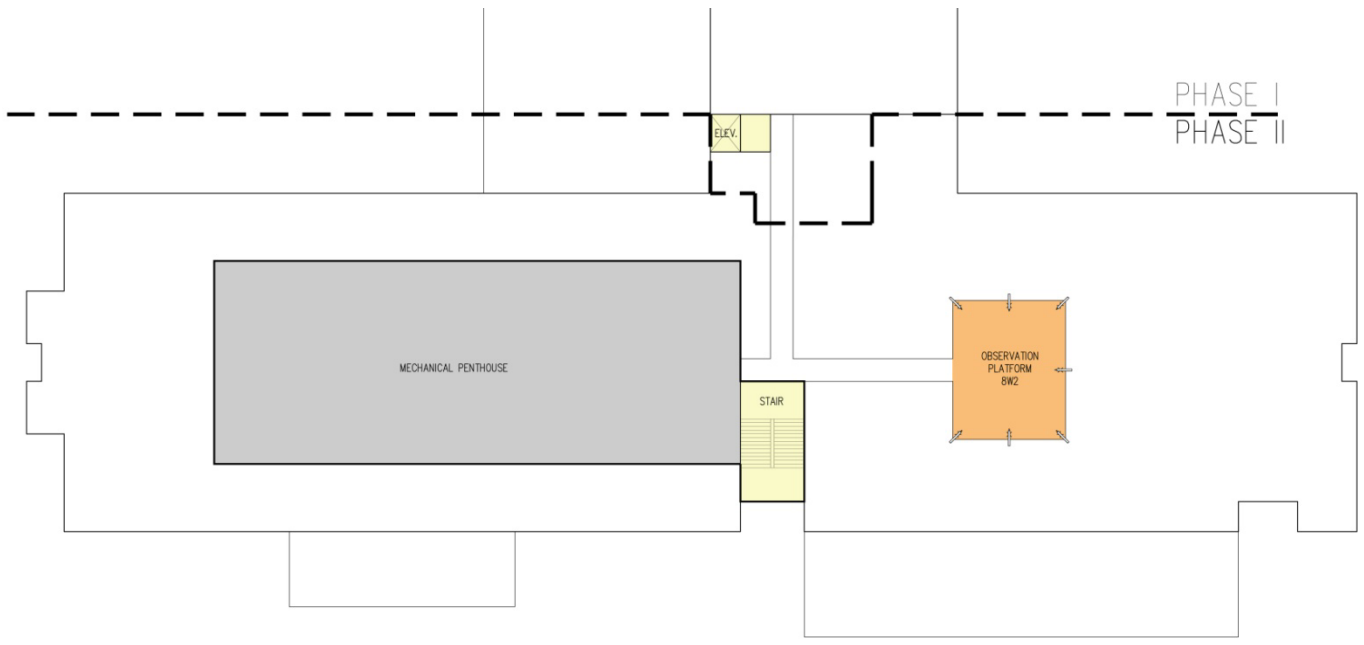 PHASE I
PHASE II
ELEV.
MECHANICAL PENTHOUSE
OBSERVATION
PLATFORM
8W2
STAIR